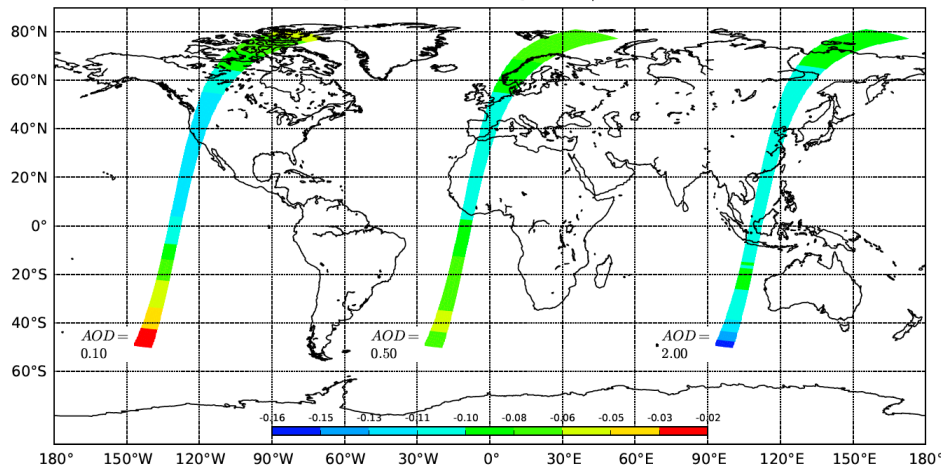 80°N
60°N
40°N
20°N
0°
20°S
40°S
60°S
AOD =
0.10
AOD =
0.50
AOD =
2.00
-0.16 -0.15 -0.13 -0.11 -0.10 -0.08 -0.06 -0.05 -0.03 -0.02
180° 150°W 120°W 90°W 60°W 30°W 0° 30°E 60°E 90°E 120°E 150°E 180°